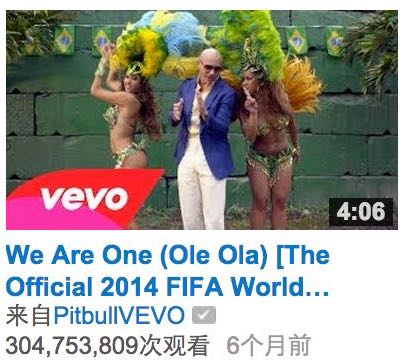 vevo
4:06
We Are One (Ole Ola) [The
Official 2014 FIFA World...
来自PitbullVEVO
304,753,809次观看 6个月前